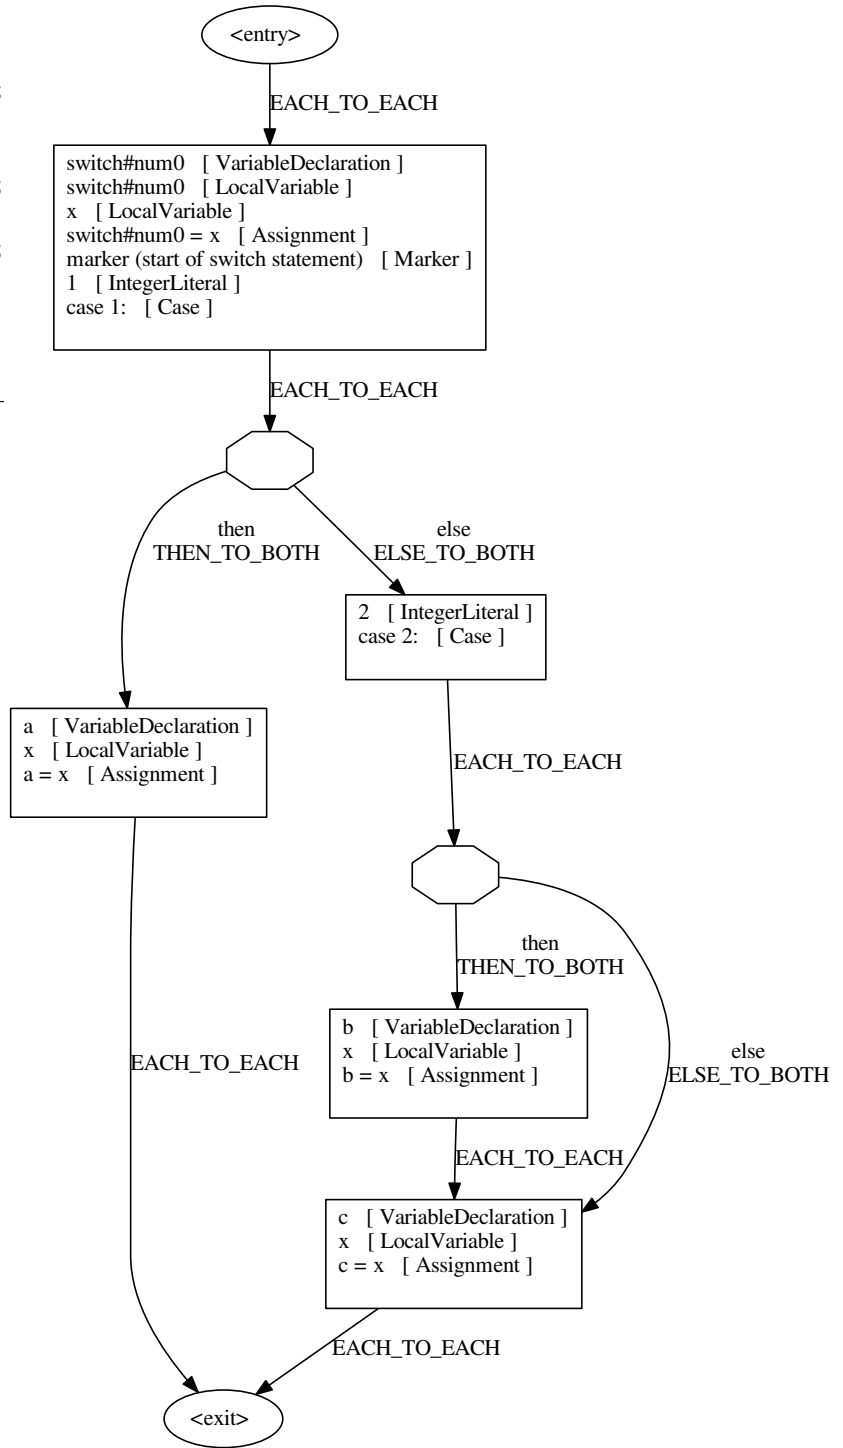 <entry>
EACH_TO_EACH
switch#num0 [ VariableDeclaration ]
switch#num0 [ LocalVariable ]
x [ LocalVariable ]
switch#num0 = x [ Assignment ]
marker (start of switch statement) [ Marker ]
1 [ IntegerLiteral ]
case 1: [ Case ]
EACH_TO_EACH
then
THEN_TO_BOTH
else
ELSE_TO_BOTH
2 [ IntegerLiteral ]
case 2: [ Case ]
a [ VariableDeclaration ]
x [ LocalVariable ]
a = x [ Assignment ]
EACH_TO_EACH
then
THEN_TO_BOTH
b [ VariableDeclaration ]
x [ LocalVariable ]
b = x [ Assignment ]
else
ELSE_TO_BOTH
EACH_TO_EACH
EACH_TO_EACH
c [ VariableDeclaration ]
x [ LocalVariable ]
c = x [ Assignment ]
EACH_TO_EACH
<exit>